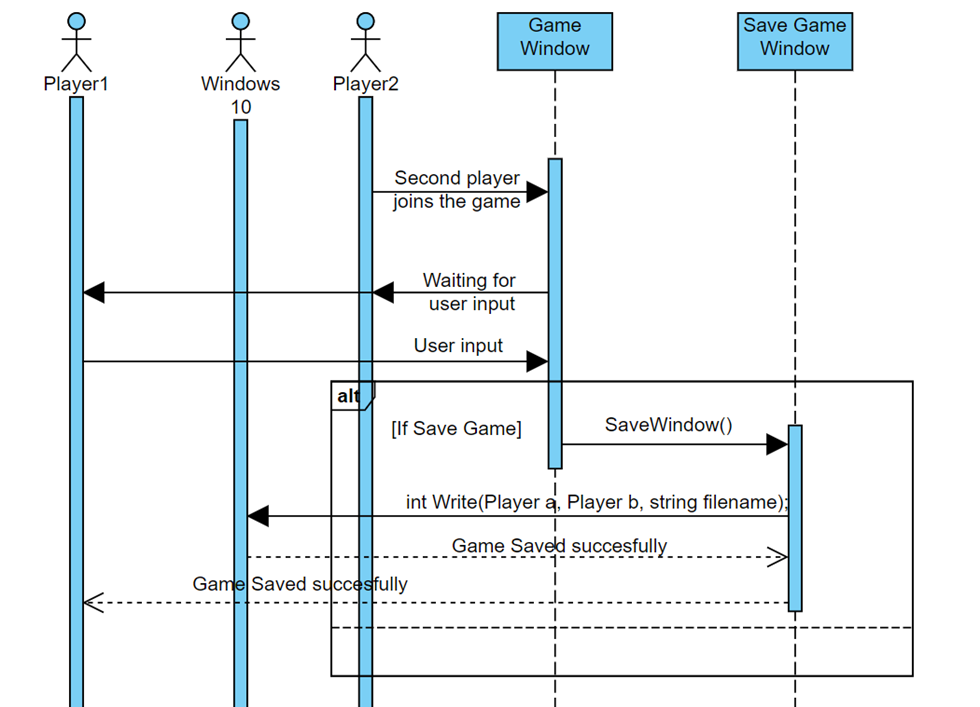 Player1
Windows
10
Player2
Game
Window
Save Game
Window
Second player
joins the game
Waiting for
user input
User input
alt
[If Save Game]
SaveWindow()
int Write(Player a, Player b, string filename);
Game Saved succesfully
Game Saved succesfully